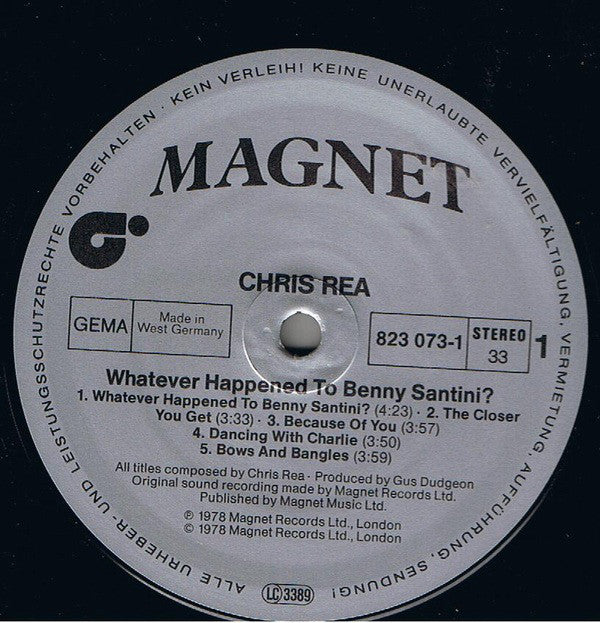 ALLE URHEBER- UND LEISTUNGSSCHUTZRECHTE VORBEHALTEN · KEIN VERLEIH! KEINE UNERLAUBTE VERVIELFÄLTIGUNG, VERMIETUNG, AUFFÜHRUNG, SENDUNG!
MAGNET
CHRIS REA
GEMA
Made in
West Germany
823 073-1
STEREO
33
1
Whatever Happened To Benny Santini?
1. Whatever Happened To Benny Santini? (4:23) · 2. The Closer
You Get (3:33) · 3. Because Of You (3:57)
4. Dancing With Charlie (3:50)
5. Bows And Bangles (3:59)
All titles composed by Chris Rea · Produced by Gus Dudgeon
Original sound recording made by Magnet Records Ltd.
Published by Magnet Music Ltd.
℗ 1978 Magnet Records Ltd., London
© 1978 Magnet Records Ltd., London
LC 3389